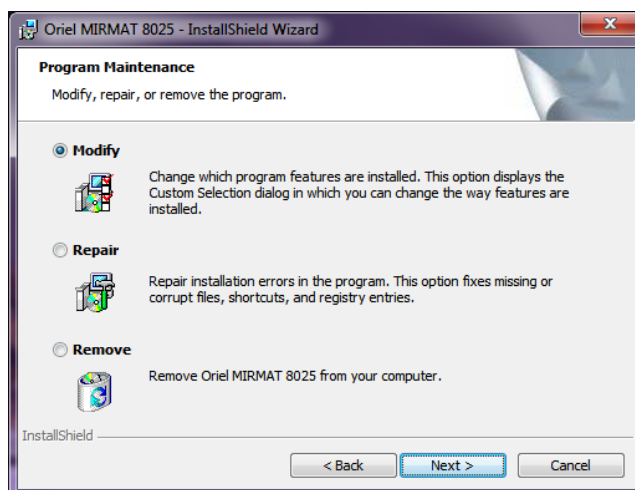 Oriel MIRMAT 8025 - InstallShield Wizard
Program Maintenance
Modify, repair, or remove the program.
Modify
Change which program features are installed. This option displays the
Custom Selection dialog in which you can change the way features are
installed.
Repair
Repair installation errors in the program. This option fixes missing or
corrupt files, shortcuts, and registry entries.
Remove
Remove Oriel MIRMAT 8025 from your computer.
InstallShield
< Back
Next >
Cancel